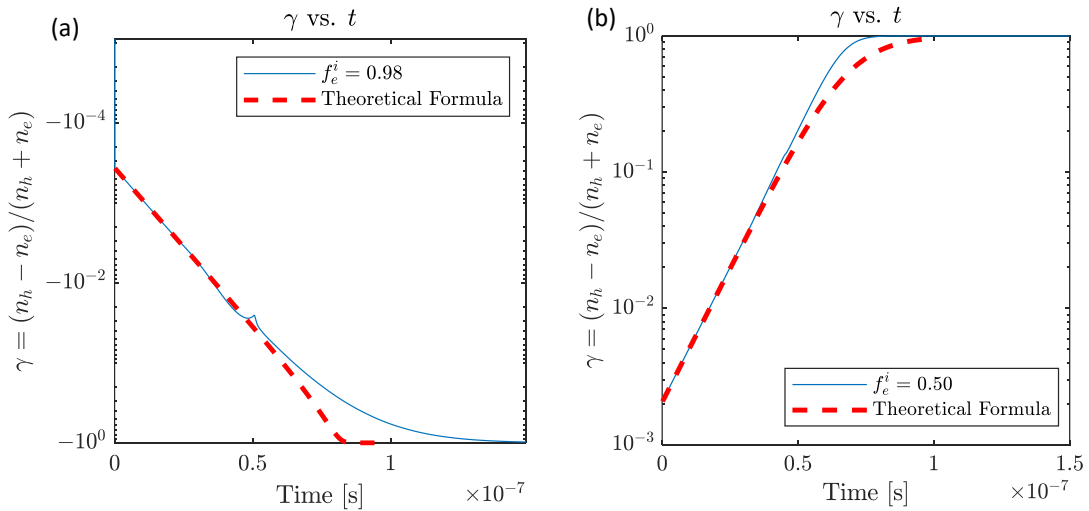 (a)
γ vs. t
f_e^i = 0.98
Theoretical Formula
γ = (n_h − n_e)/(n_h + n_e)
−10^-4
−10^-2
−10^0
0
0.5
1
×10^-7
Time [s]
(b)
γ vs. t
γ = (n_h − n_e)/(n_h + n_e)
10^0
10^-1
10^-2
10^-3
f_e^i = 0.50
Theoretical Formula
0
0.5
1
1.5
×10^-7
Time [s]